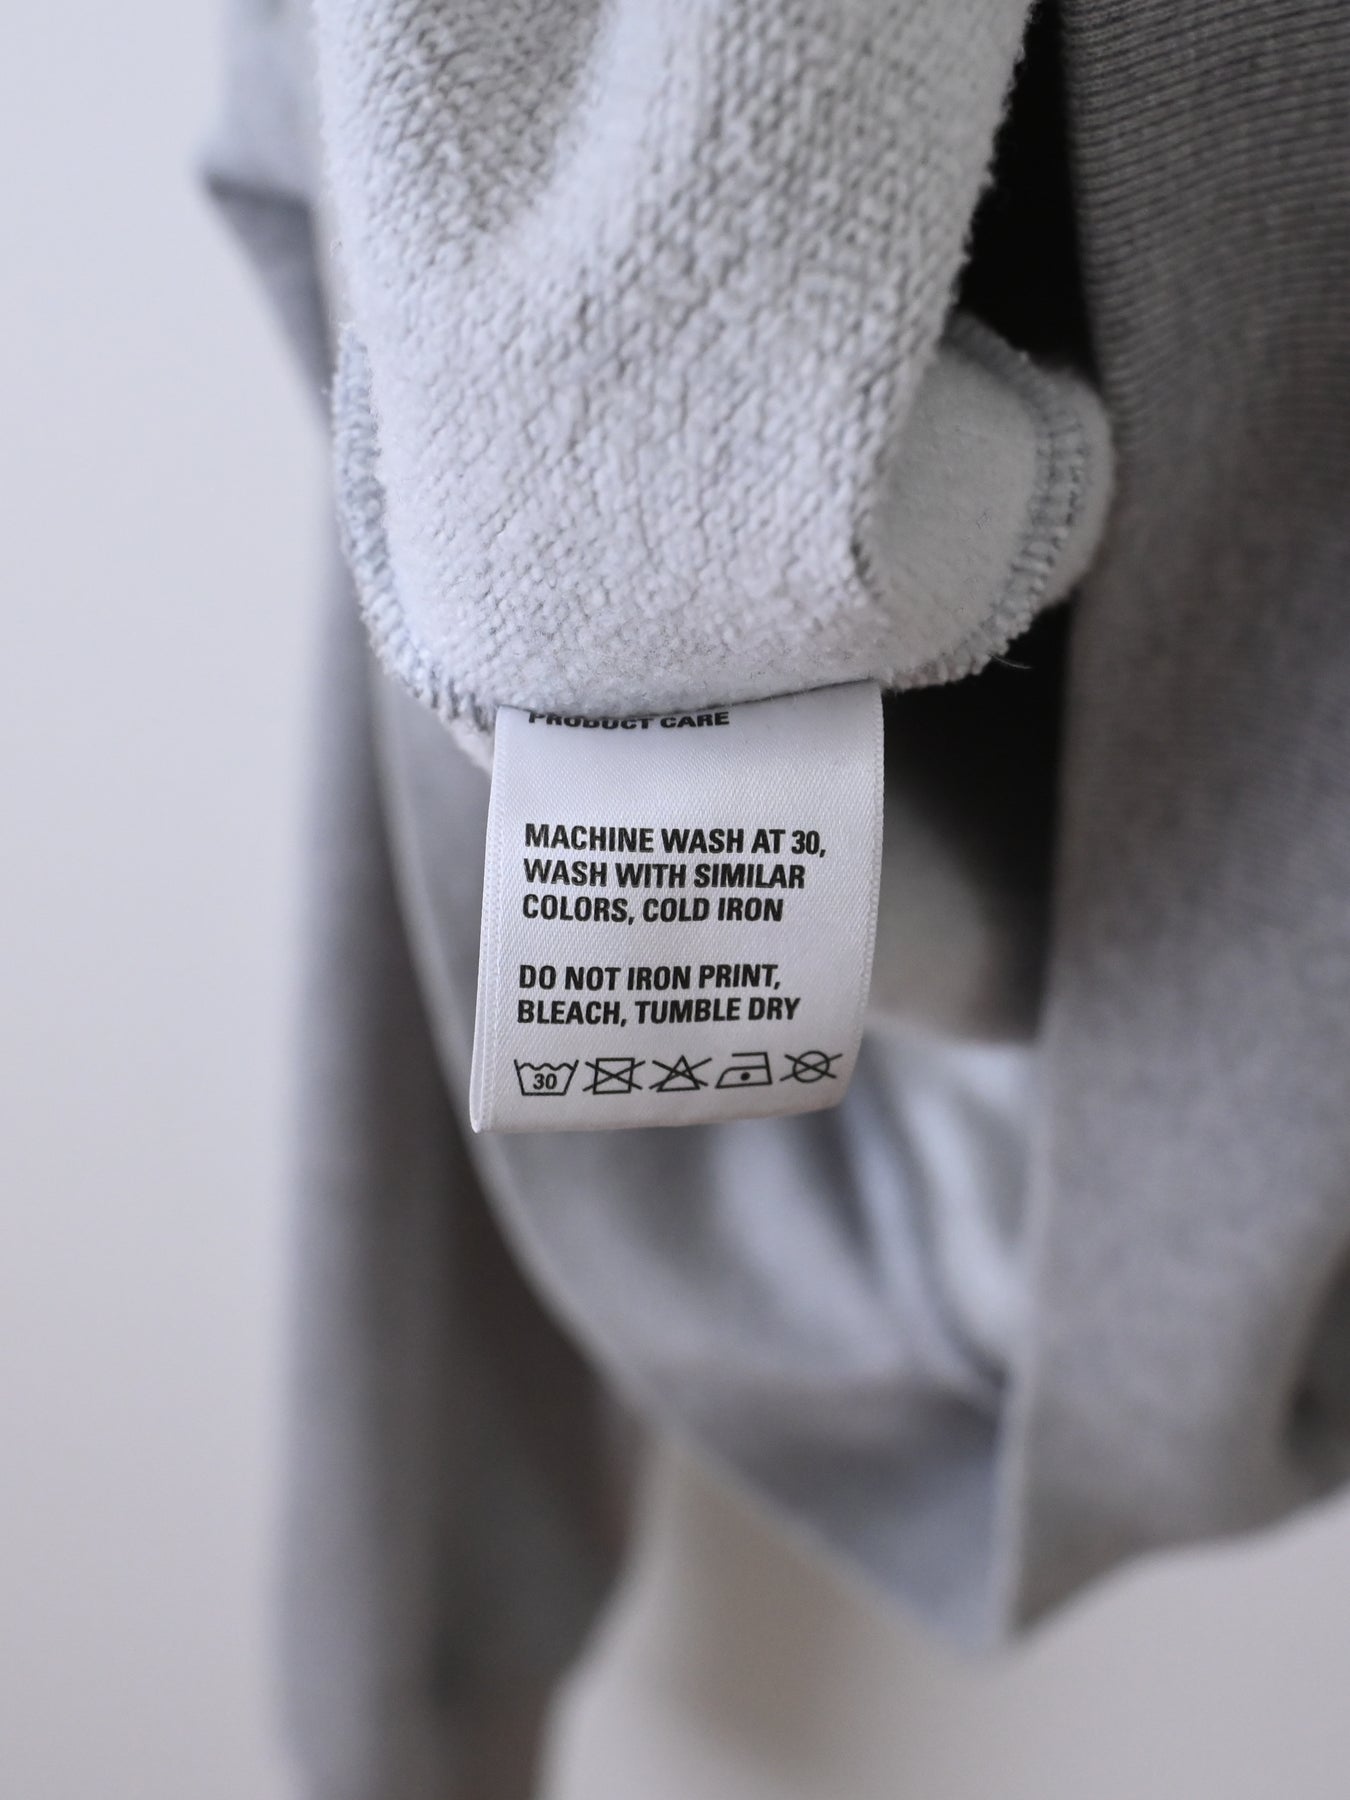 PRODUCT CARE
MACHINE WASH AT 30,
WASH WITH SIMILAR
COLORS, COLD IRON
DO NOT IRON PRINT,
BLEACH, TUMBLE DRY
30